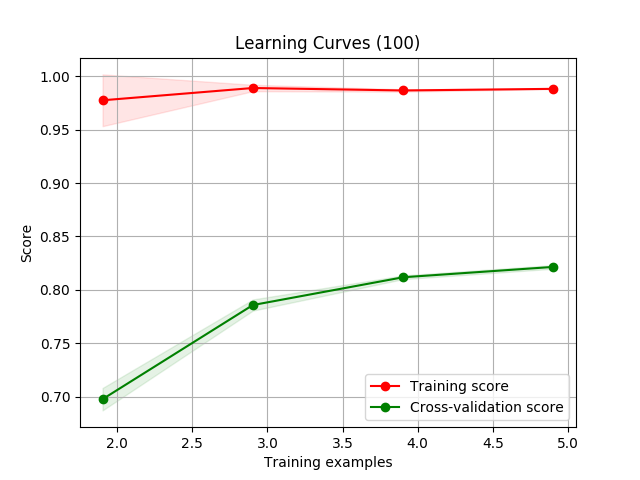 Learning Curves (100)
Score
1.00
0.95
0.90
0.85
0.80
0.75
0.70
Training score
Cross-validation score
2.0 2.5 3.0 3.5 4.0 4.5 5.0
Training examples